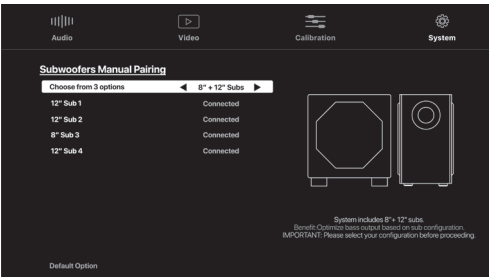 Audio
Video
Calibration
System
Subwoofers Manual Pairing
Choose from 3 options 8" + 12" Subs
12" Sub 1 Connected
12" Sub 2 Connected
8" Sub 3 Connected
12" Sub 4 Connected
System includes 8"+ 12" subs.
Benefit:Optimize bass output based on sub configuration.
IMPORTANT: Please select your configuration before proceeding.
Default Option